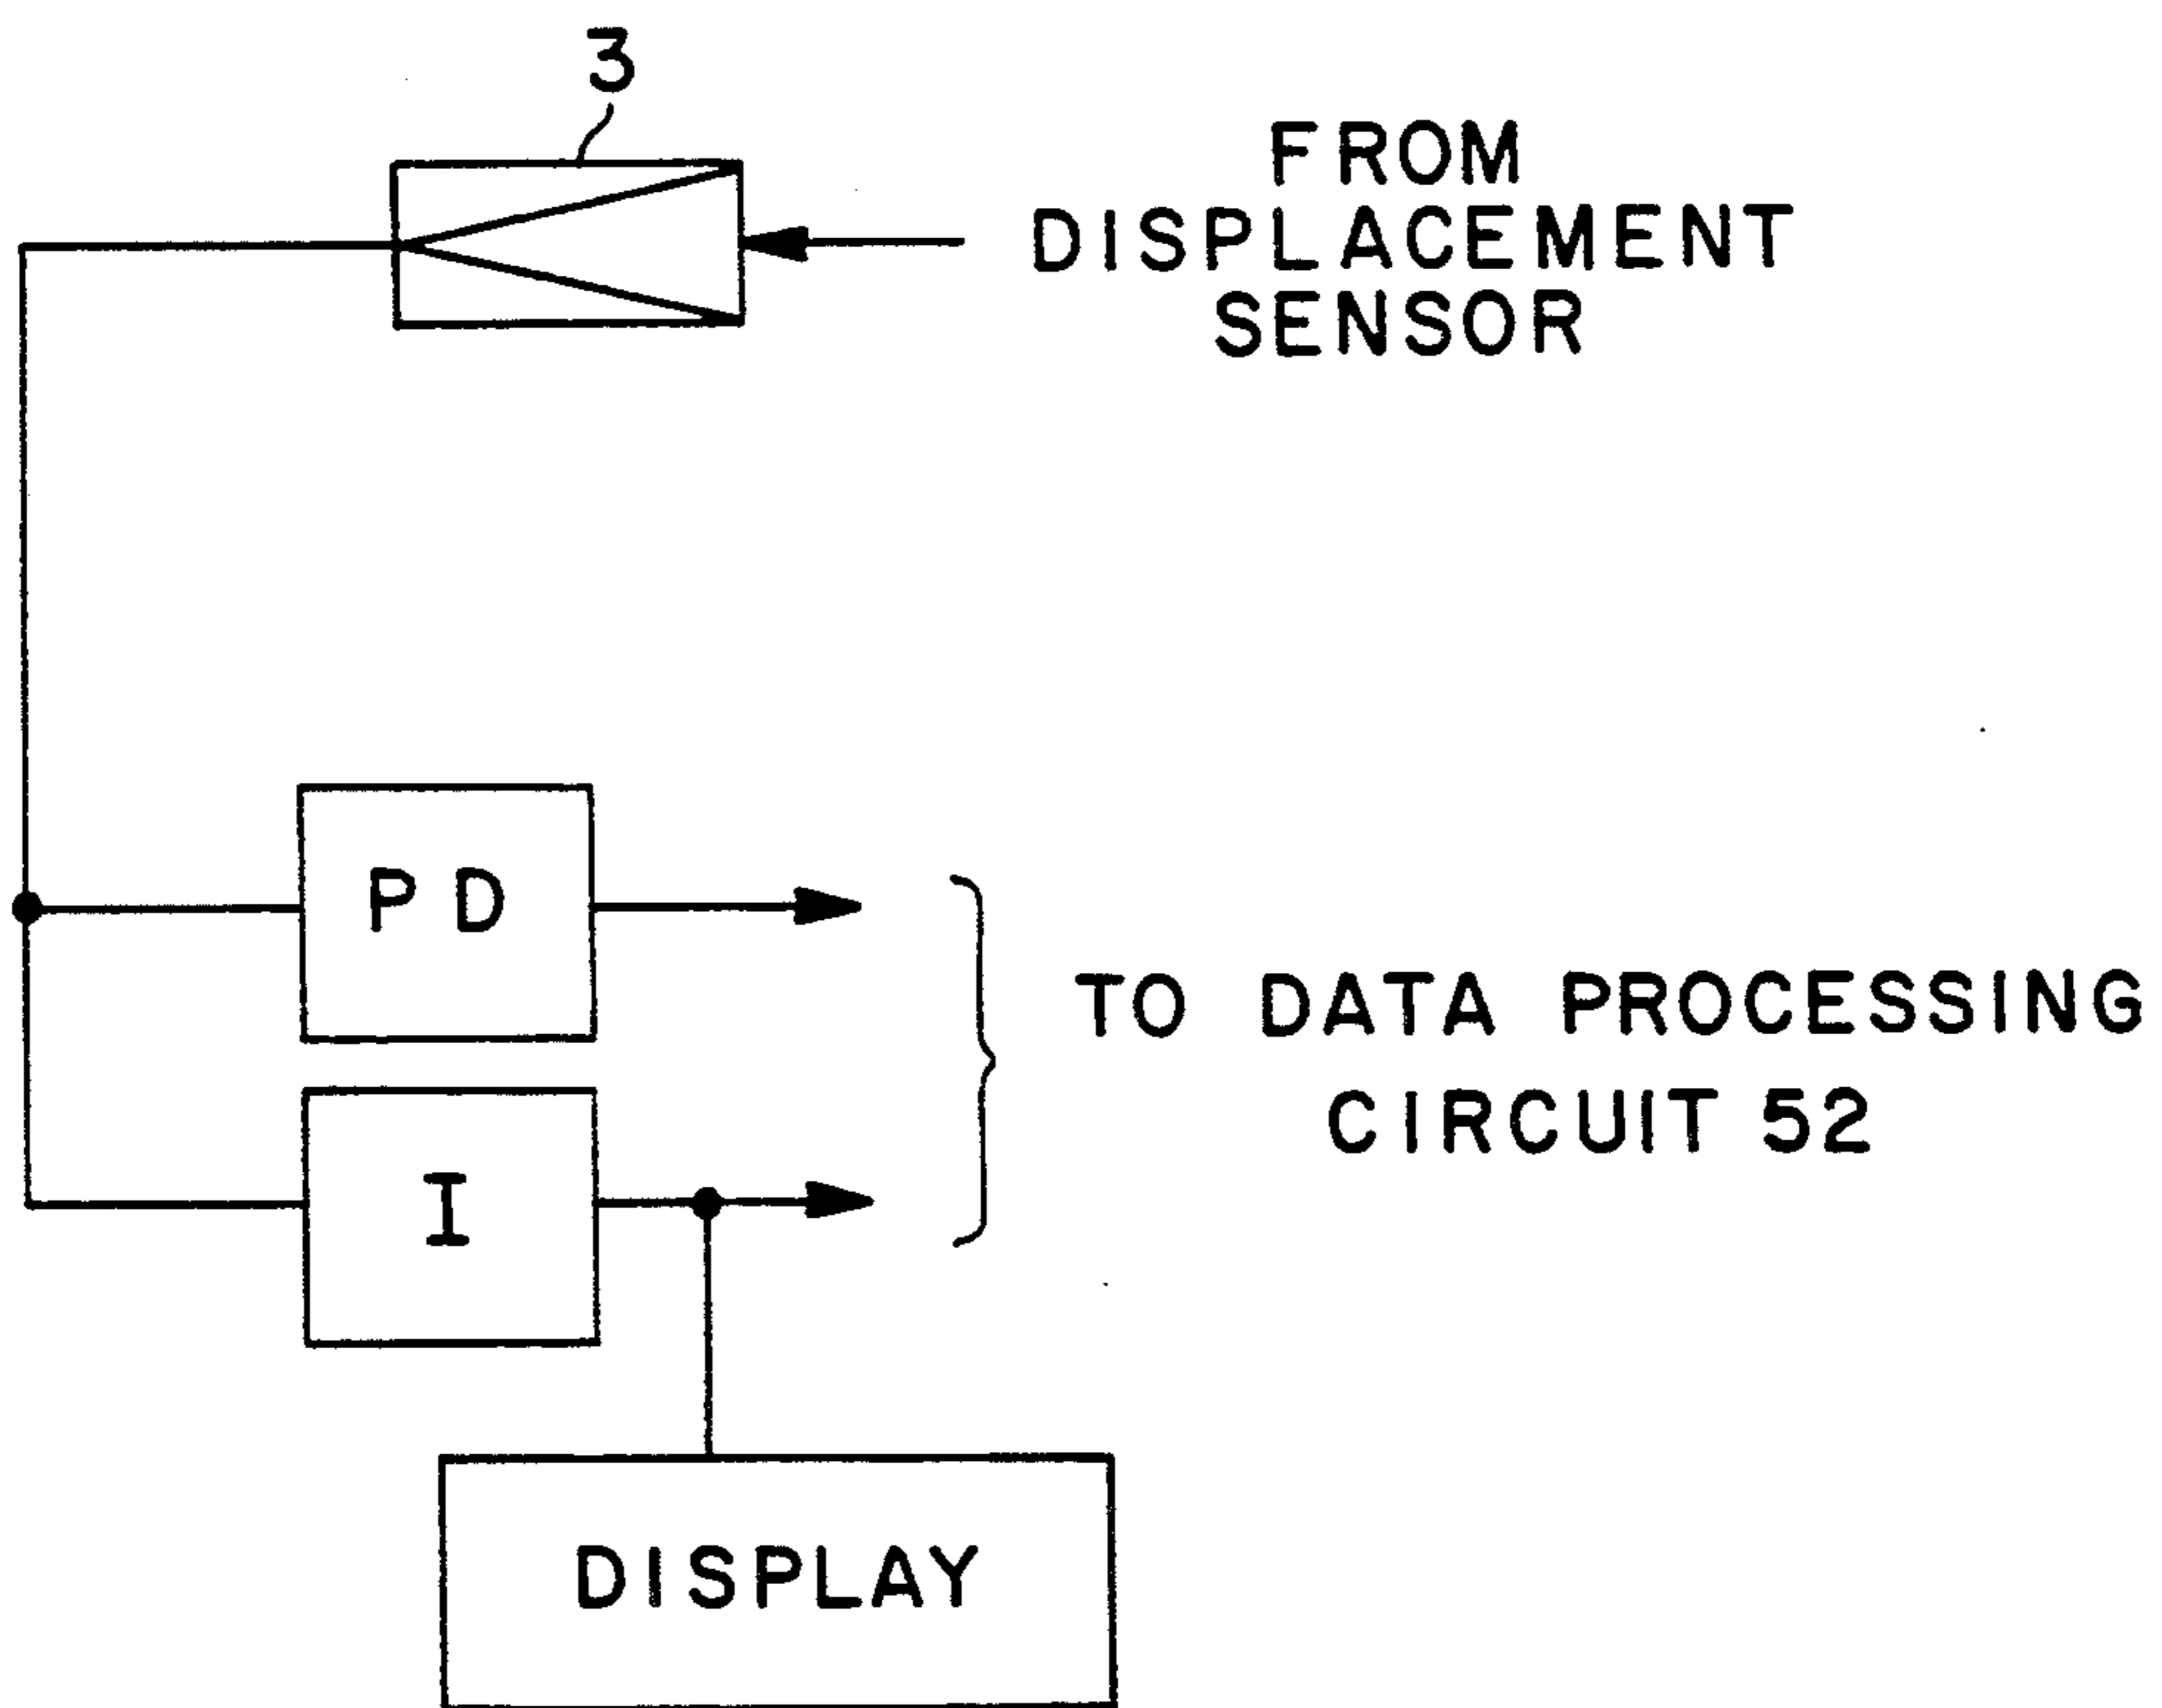 3
FROM
DISPLACEMENT
SENSOR
PD
TO DATA PROCESSING
CIRCUIT 52
I
DISPLAY